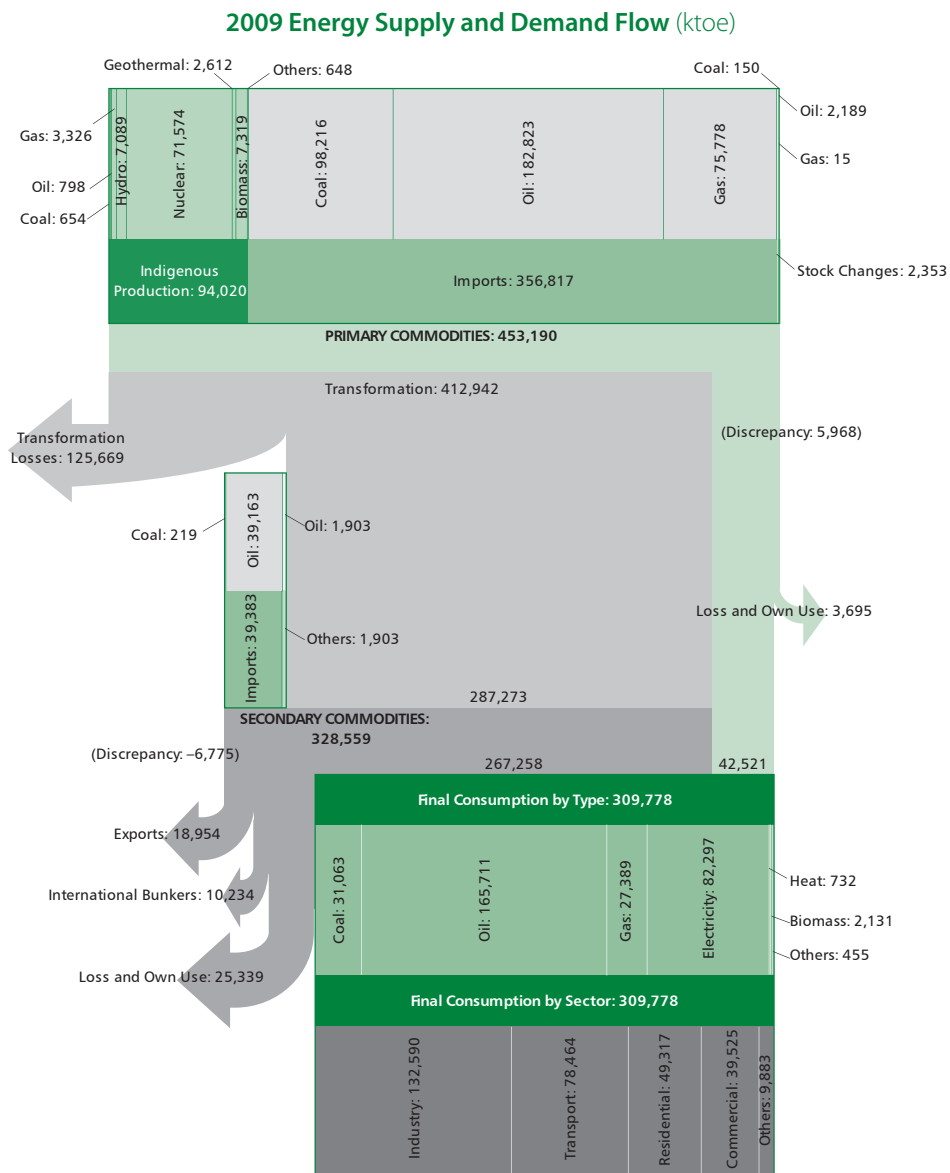 2009 Energy Supply and Demand Flow (ktoe)
Geothermal: 2,612
Others: 648
Coal: 150
Oil: 2,189
Gas: 3,326
Gas: 15
Oil: 798
Coal: 654
Hydro: 7,089
Nuclear: 71,574
Biomass: 7,319
Coal: 98,216
Oil: 182,823
Gas: 75,778
Indigenous
Production: 94,020
Imports: 356,817
Stock Changes: 2,353
PRIMARY COMMODITIES: 453,190
Transformation: 412,942
Transformation
Losses: 125,669
(Discrepancy: 5,968)
Coal: 219
Oil: 39,163
Oil: 1,903
Imports: 39,383
Others: 1,903
Loss and Own Use: 3,695
287,273
SECONDARY COMMODITIES:
328,559
(Discrepancy: –6,775)
267,258
42,521
Final Consumption by Type: 309,778
Exports: 18,954
International Bunkers: 10,234
Loss and Own Use: 25,339
Coal: 31,063
Oil: 165,711
Gas: 27,389
Electricity: 82,297
Heat: 732
Biomass: 2,131
Others: 455
Final Consumption by Sector: 309,778
Industry: 132,590
Transport: 78,464
Residential: 49,317
Commercial: 39,525
Others: 9,883